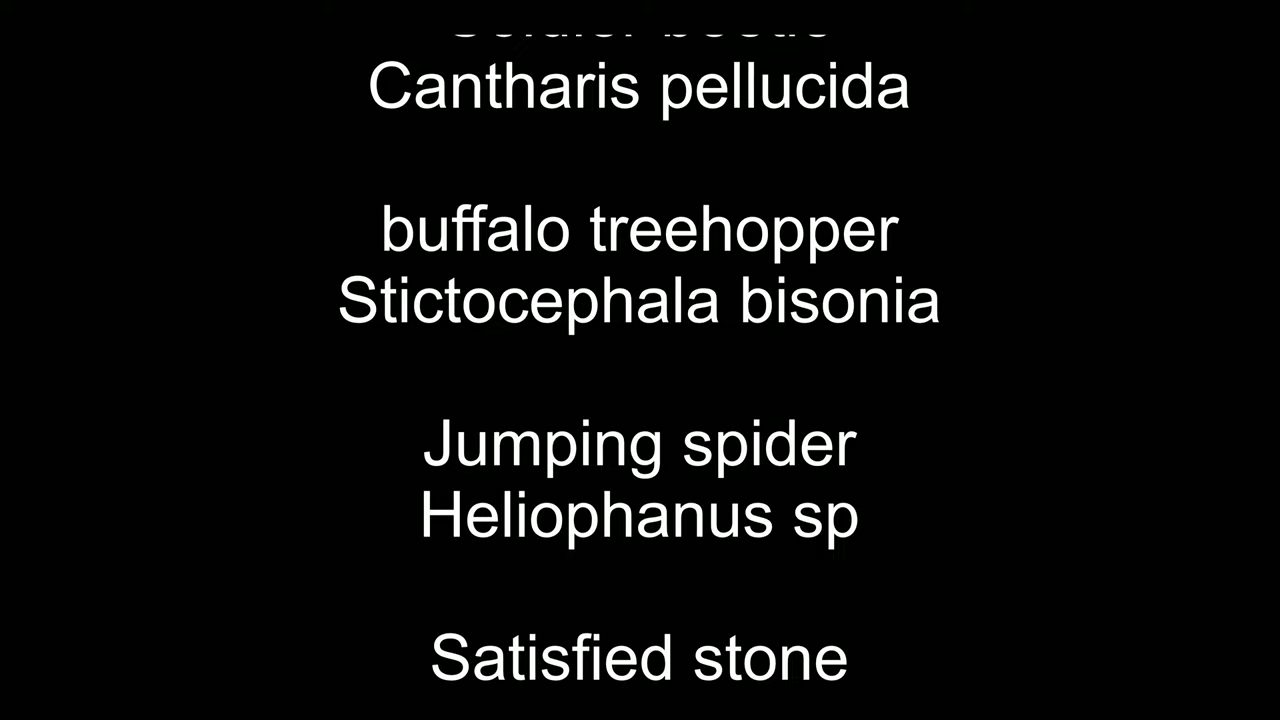 Cantharis pellucida
buffalo treehopper
Stictocephala bisonia
Jumping spider
Heliophanus sp
Satisfied stone